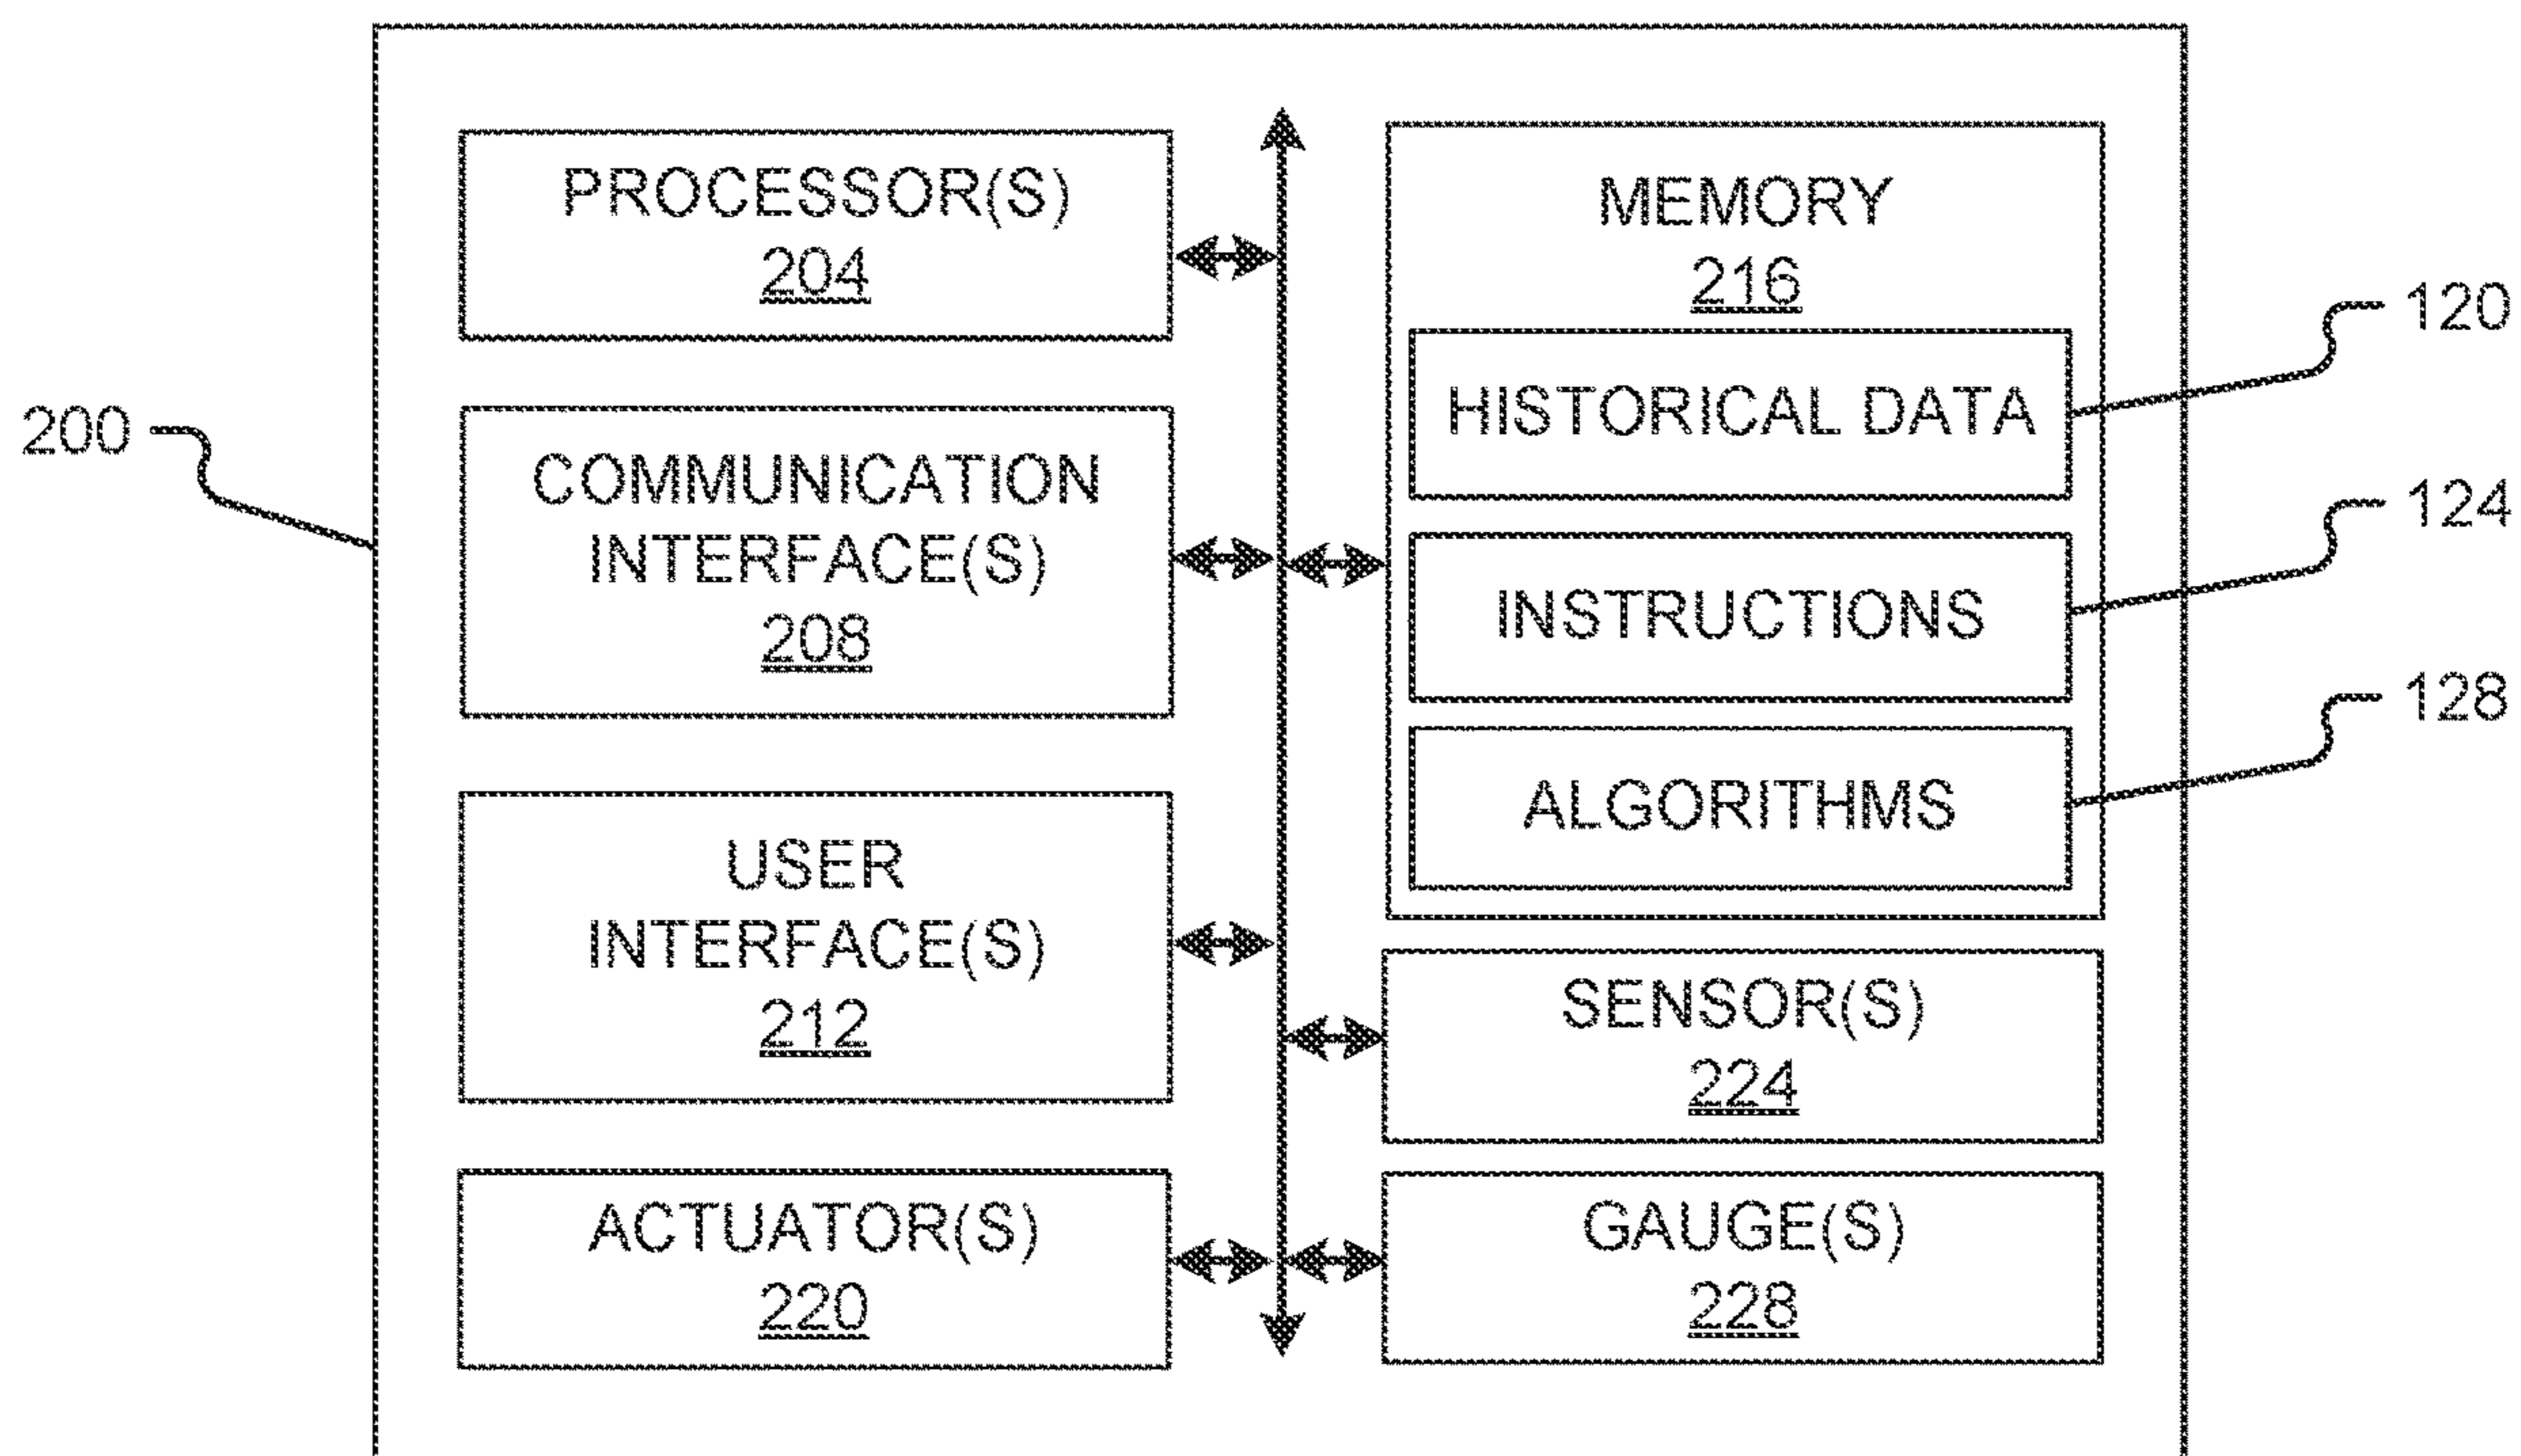 200
PROCESSOR(S)
204
COMMUNICATION
INTERFACE(S)
208
USER
INTERFACE(S)
212
ACTUATOR(S)
220
MEMORY
216
HISTORICAL DATA
120
INSTRUCTIONS
124
ALGORITHMS
128
SENSOR(S)
224
GAUGE(S)
228